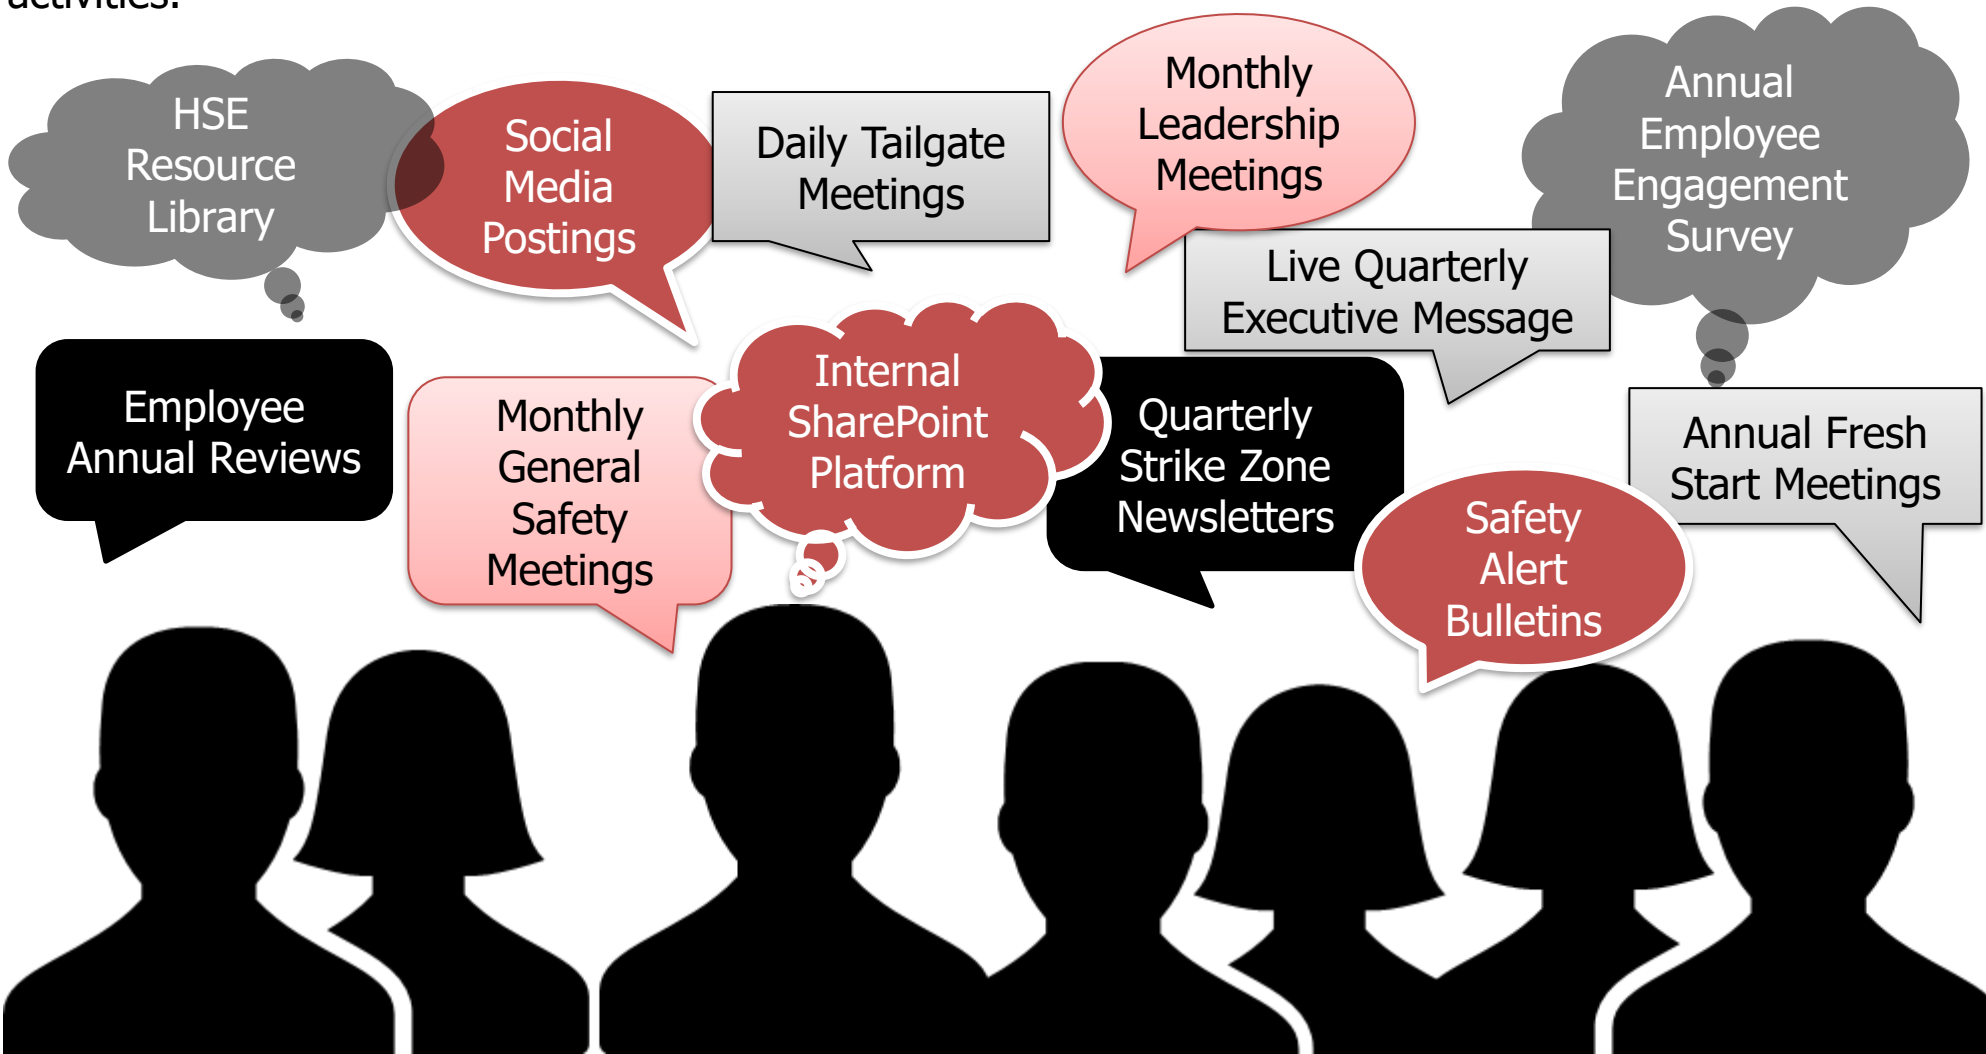 activities.
HSE
Resource
Library
Social
Media
Postings
Daily Tailgate
Meetings
Monthly
Leadership
Meetings
Annual
Employee
Engagement
Survey
Live Quarterly
Executive Message
Employee
Annual Reviews
Monthly
General
Safety
Meetings
Internal
SharePoint
Platform
Quarterly
Strike Zone
Newsletters
Annual Fresh
Start Meetings
Safety
Alert
Bulletins